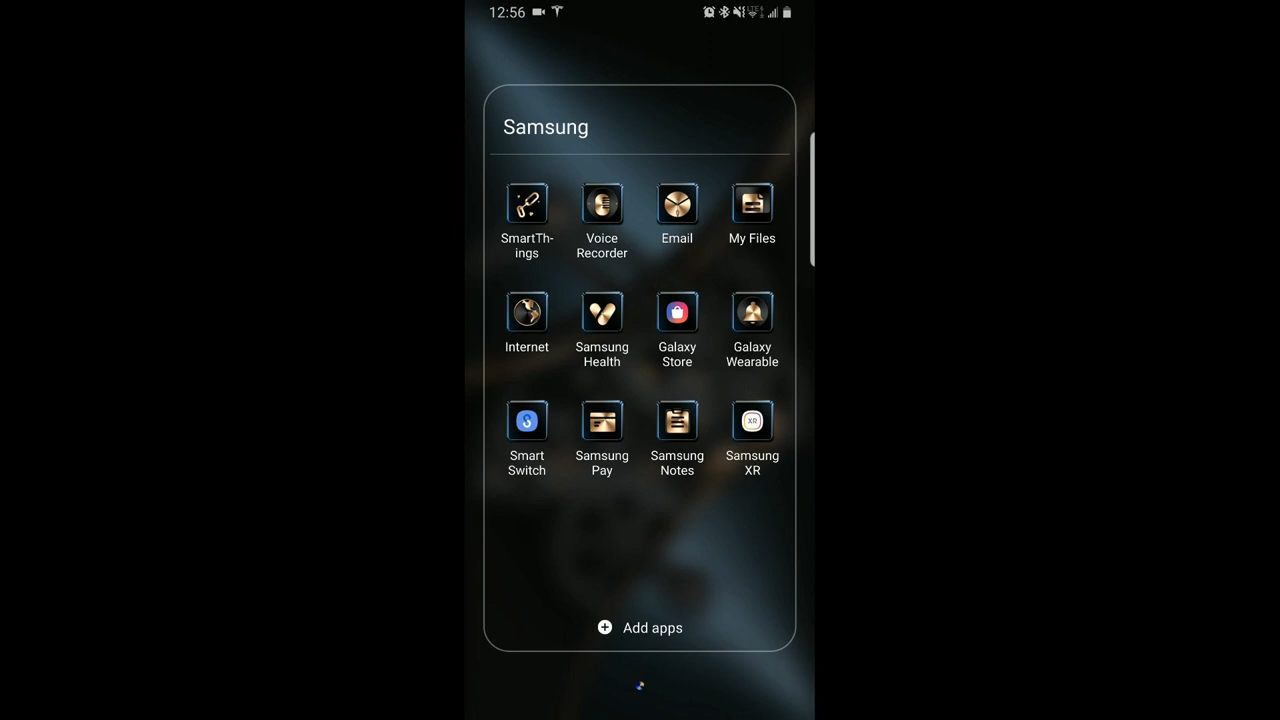 12:56
Samsung
SmartTh-
ings
Voice
Recorder
Email
My Files
Internet
Samsung
Health
Galaxy
Store
Galaxy
Wearable
Smart
Switch
Samsung
Pay
Samsung
Notes
XR
Samsung
XR
Add apps